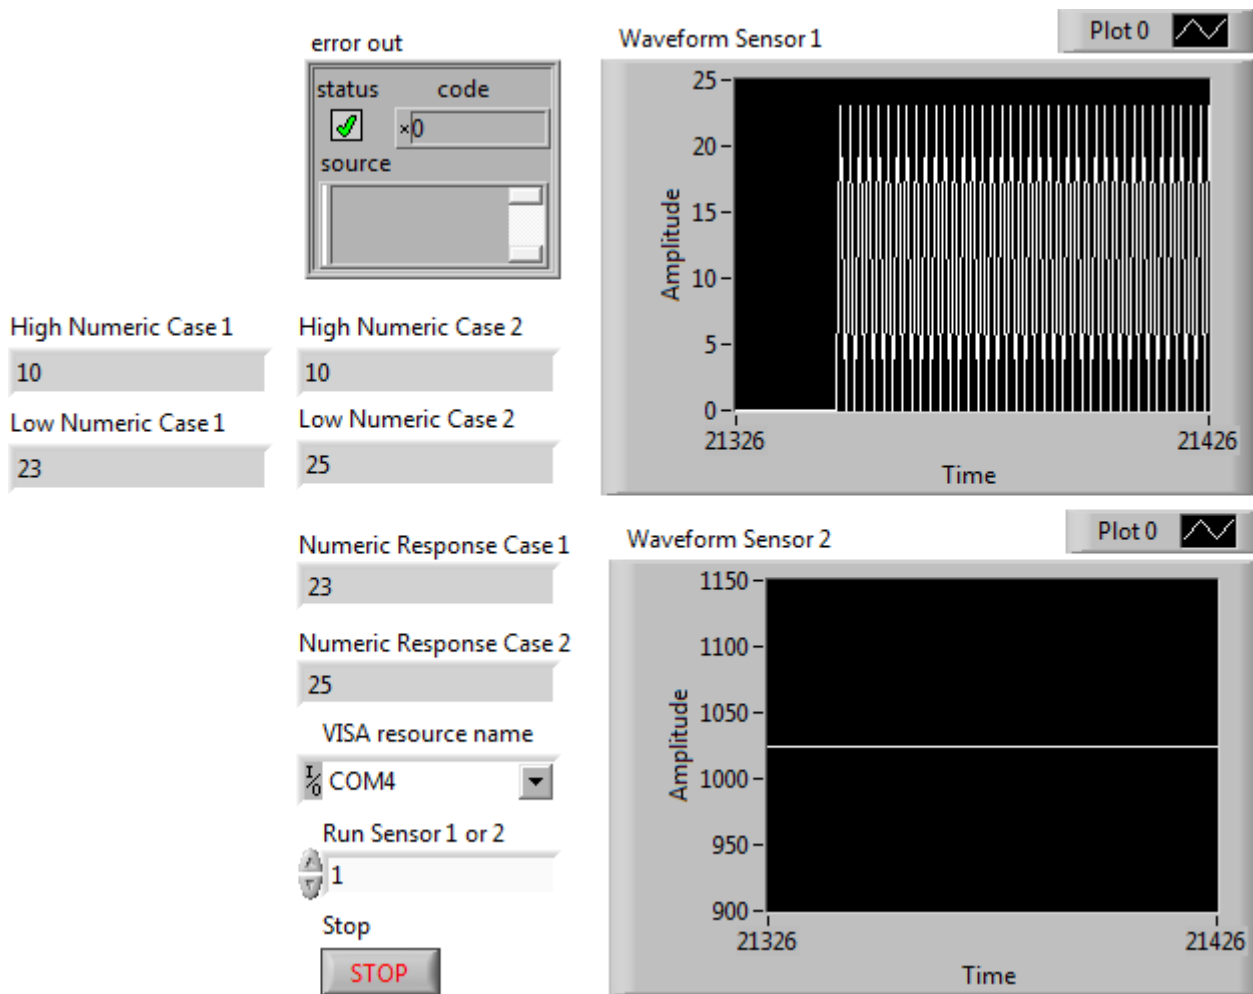 error out
status code
×0
source
High Numeric Case 1
10
High Numeric Case 2
10
Low Numeric Case 1
23
Low Numeric Case 2
25
Numeric Response Case 1
23
Numeric Response Case 2
25
VISA resource name
I/O COM4
Run Sensor 1 or 2
1
Stop
STOP
Waveform Sensor 1
Plot 0
Amplitude
25
20
15
10
5
0
21326
21426
Time
Waveform Sensor 2
Plot 0
Amplitude
1150
1100
1050
1000
950
900
21326
21426
Time